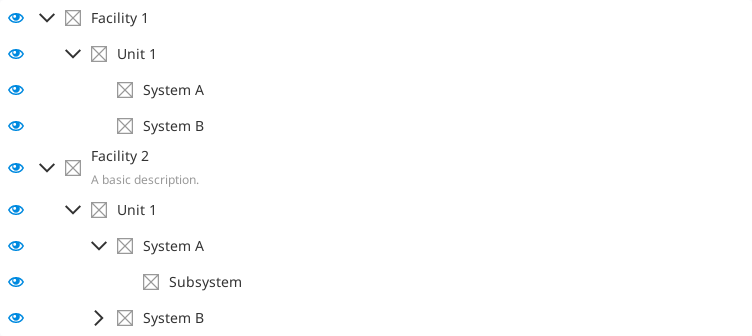 Facility 1
Unit 1
System A
System B
Facility 2
A basic description.
Unit 1
System A
Subsystem
System B